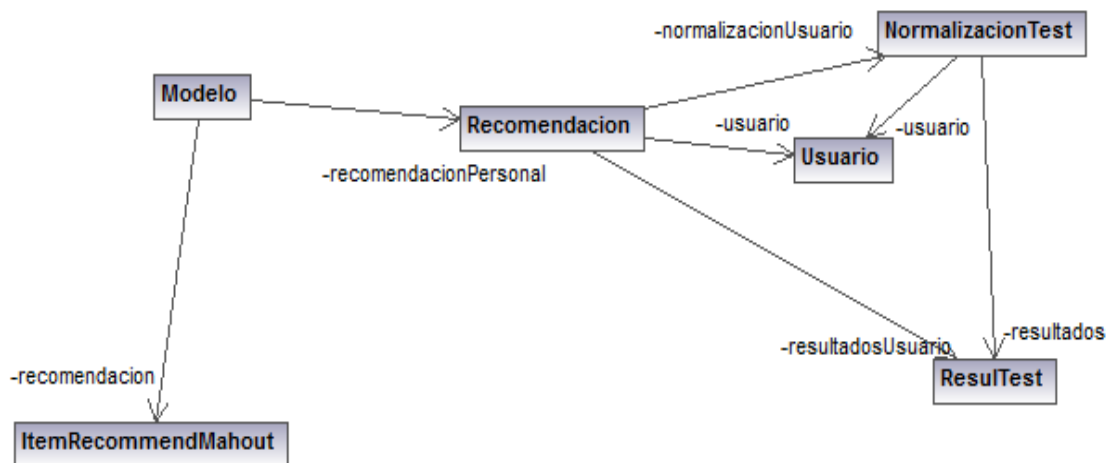 NormalizacionTest
-normalizacionUsuario
Modelo
Recomendacion
-usuario
-usuario
Usuario
-recomendacionPersonal
-resultados
-resultadosUsuario
ResulTest
-recomendacion
ItemRecommendMahout